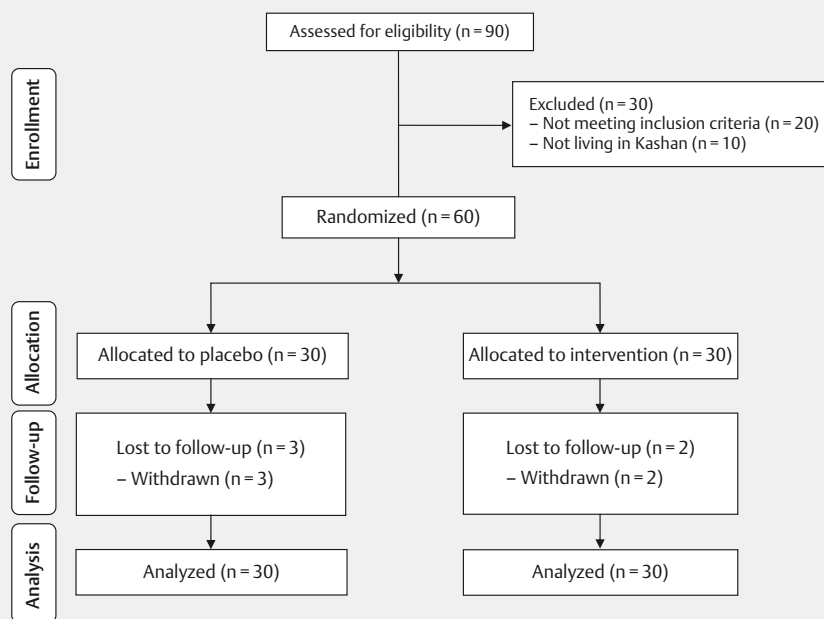 Assessed for eligibility (n = 90)
Enrollment
Excluded (n = 30)
– Not meeting inclusion criteria (n = 20)
– Not living in Kashan (n = 10)
Randomized (n = 60)
Allocation
Allocated to placebo (n = 30)
Allocated to intervention (n = 30)
Follow-up
Lost to follow-up (n = 3)
– Withdrawn (n = 3)
Lost to follow-up (n = 2)
– Withdrawn (n = 2)
Analysis
Analyzed (n = 30)
Analyzed (n = 30)